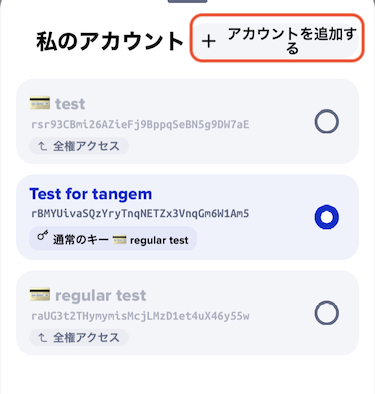 私のアカウント
+ アカウントを追加す
る
test
rsr93CBmi26AZieFj9BppqSeBN5g9DW7aE
全権アクセス
Test for tangem
rBMYUivaSQzYryTnqNETZx3VnqGm6W1Am5
通常のキー regular test
regular test
raUG3t2THymymisMcjLMzD1et4uX46y55w
全権アクセス